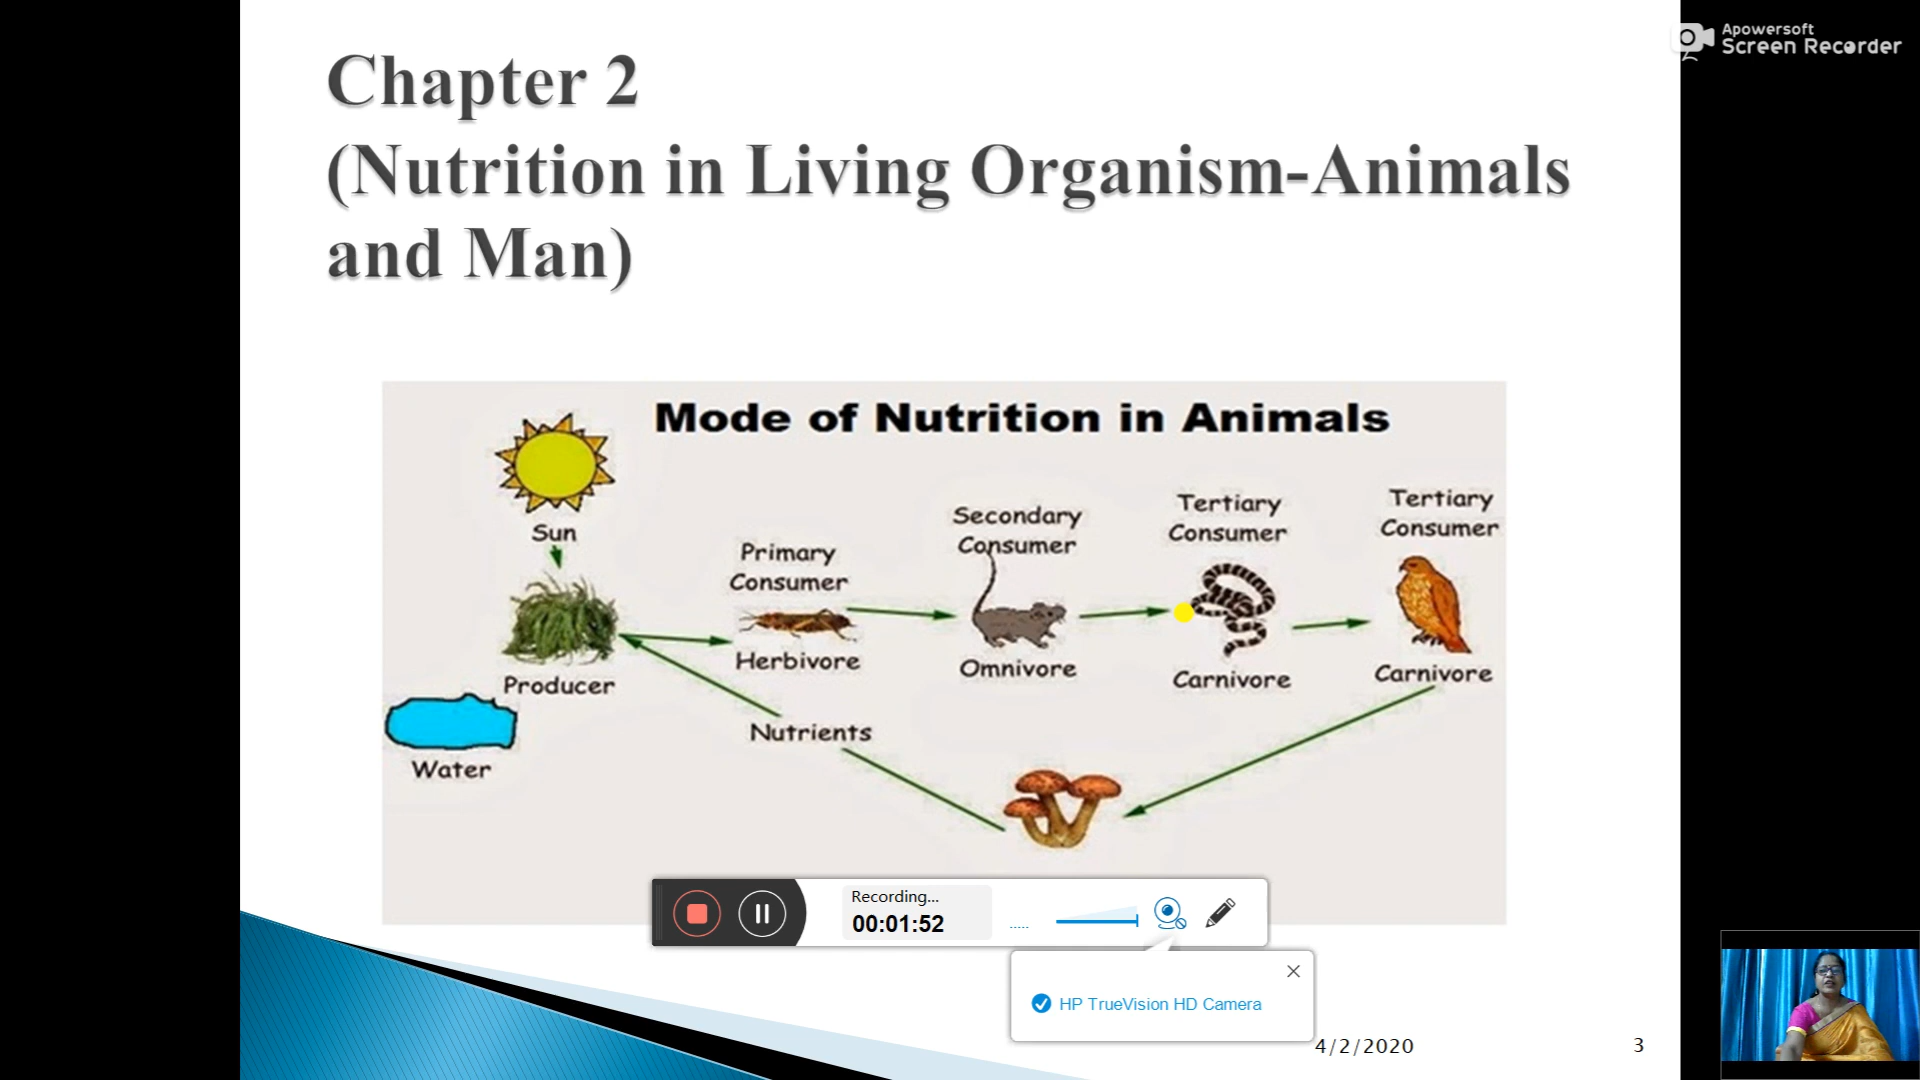 Apowersoft
Screen Recorder
Chapter 2
(Nutrition in Living Organism-Animals
and Man)
Mode of Nutrition in Animals
Sun
Producer
Water
Primary
Consumer
Herbivore
Secondary
Consumer
Omnivore
Tertiary
Consumer
Carnivore
Tertiary
Consumer
Carnivore
Nutrients
Recording...
00:01:52
HP TrueVision HD Camera
4/2/2020
3